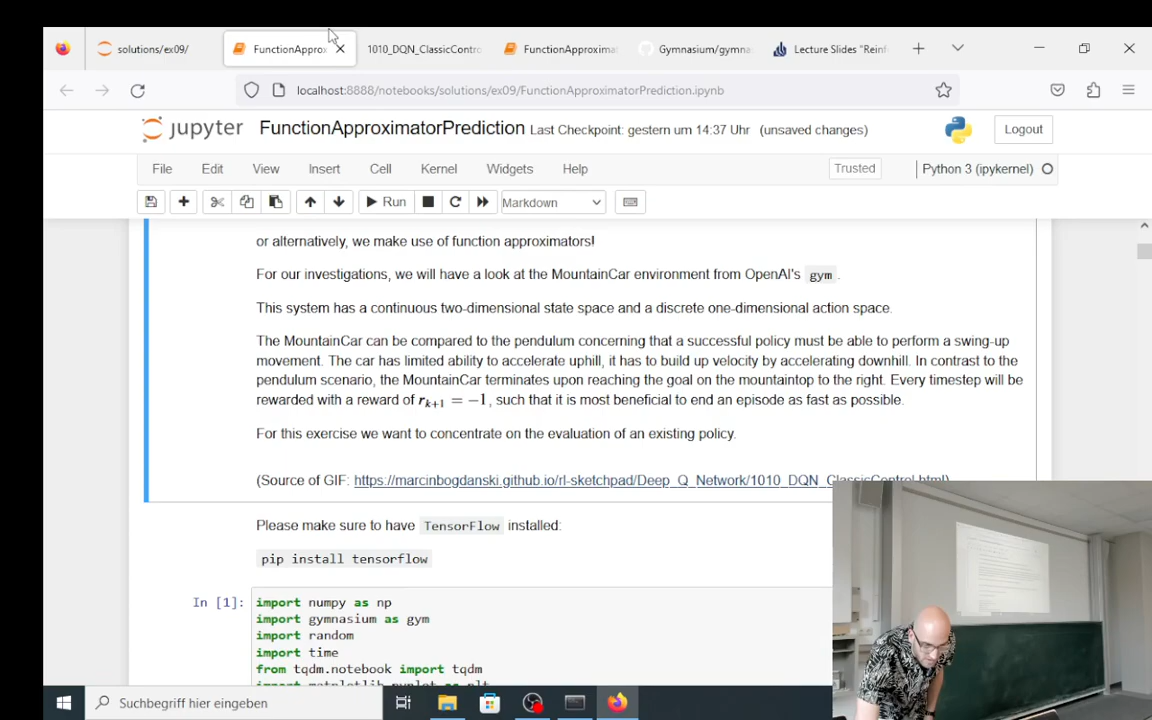 solutions/ex09/
FunctionApprox
1010_DQN_ClassicContro
FunctionApproximat
Gymnasium/gymna
Lecture Slides "Reinf
localhost:8888/notebooks/solutions/ex09/FunctionApproximatorPrediction.ipynb
jupyter FunctionApproximatorPrediction Last Checkpoint: gestern um 14:37 Uhr (unsaved changes)
Logout
File Edit View Insert Cell Kernel Widgets Help
Trusted
Python 3 (ipykernel)
Run
Markdown
or alternatively, we make use of function approximators!
For our investigations, we will have a look at the MountainCar environment from OpenAI's gym .
This system has a continuous two-dimensional state space and a discrete one-dimensional action space.
The MountainCar can be compared to the pendulum concerning that a successful policy must be able to perform a swing-up
movement. The car has limited ability to accelerate uphill, it has to build up velocity by accelerating downhill. In contrast to the
pendulum scenario, the MountainCar terminates upon reaching the goal on the mountaintop to the right. Every timestep will be
rewarded with a reward of r_{k+1} = −1, such that it is most beneficial to end an episode as fast as possible.
For this exercise we want to concentrate on the evaluation of an existing policy.
(Source of GIF: https://marcinbogdanski.github.io/rl-sketchpad/Deep_Q_Network/1010_DQN_ClassicControl.html)
Please make sure to have TensorFlow installed:
pip install tensorflow
In [1]:
import numpy as np
import gymnasium as gym
import random
import time
from tqdm.notebook import tqdm
import matplotlib.pyplot as plt
Suchbegriff hier eingeben